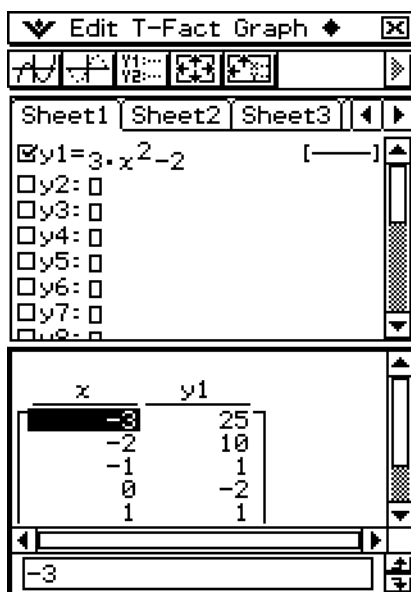 Edit T-Fact Graph
Sheet1 Sheet2 Sheet3
y1=3·x²-2 [——]
y2:
y3:
y4:
y5:
y6:
y7:
y8:
x y1
-3 25
-2 10
-1 1
0 -2
1 1
-3